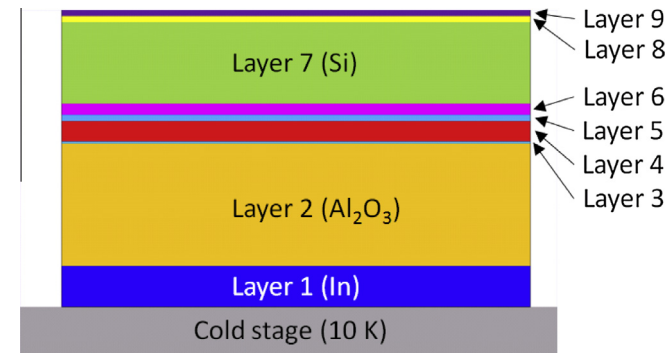 Layer 9
Layer 8
Layer 7 (Si)
Layer 6
Layer 5
Layer 4
Layer 3
Layer 2 (Al₂O₃)
Layer 1 (In)
Cold stage (10 K)